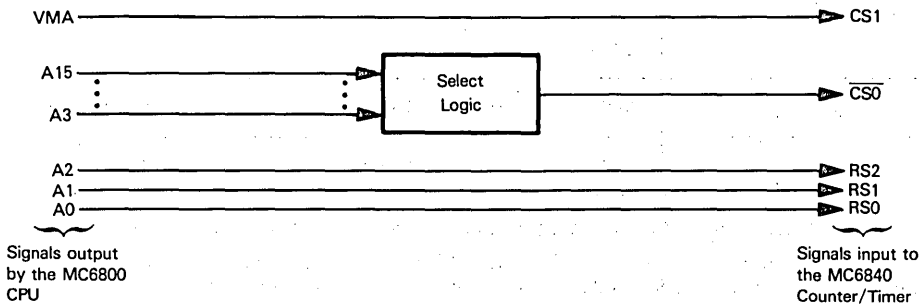 VMA
CS1
A15
A3
Select
Logic
CS0
A2
RS2
A1
RS1
A0
RS0
Signals output
by the MC6800
CPU
Signals input to
the MC6840
Counter/Timer